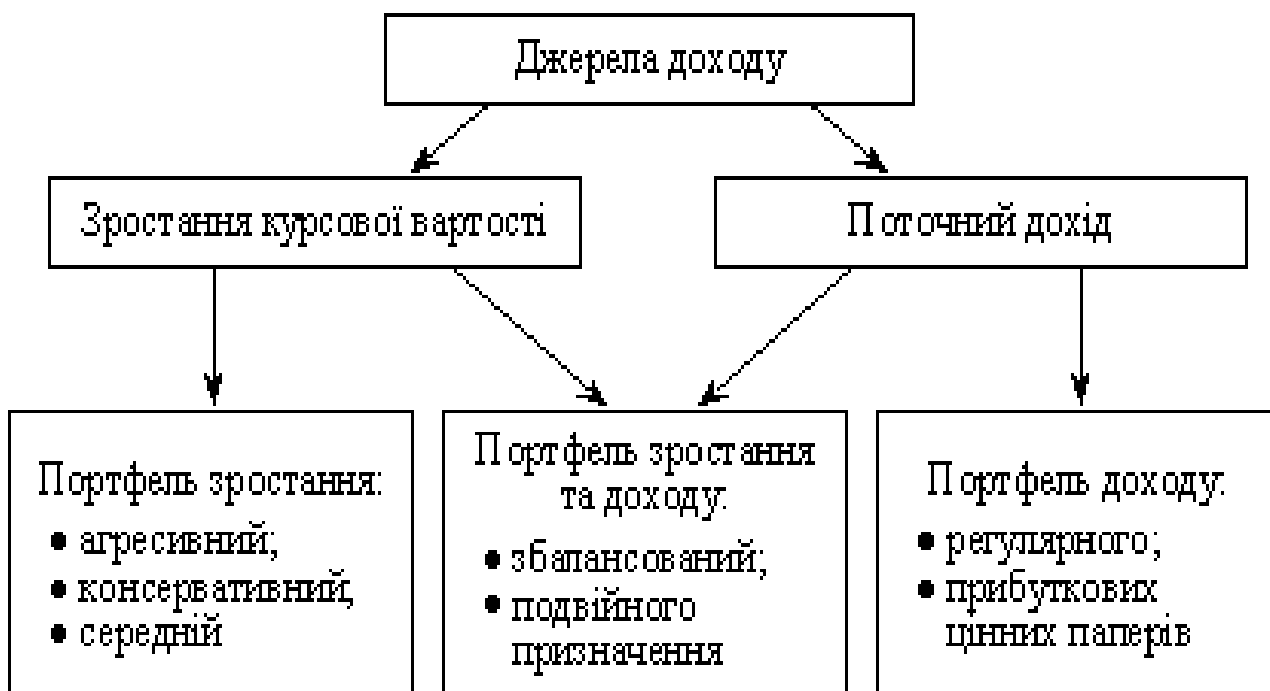 Джерела доходу
Зростання курсової вартості
Поточний дохід
Портфель зростання:
• агресивний;
• консервативний;
• середній
Портфель зростання
та доходу:
• збалансований;
• подвійного
призначення
Портфель доходу:
• регулярного;
• прибуткових
цінних паперів